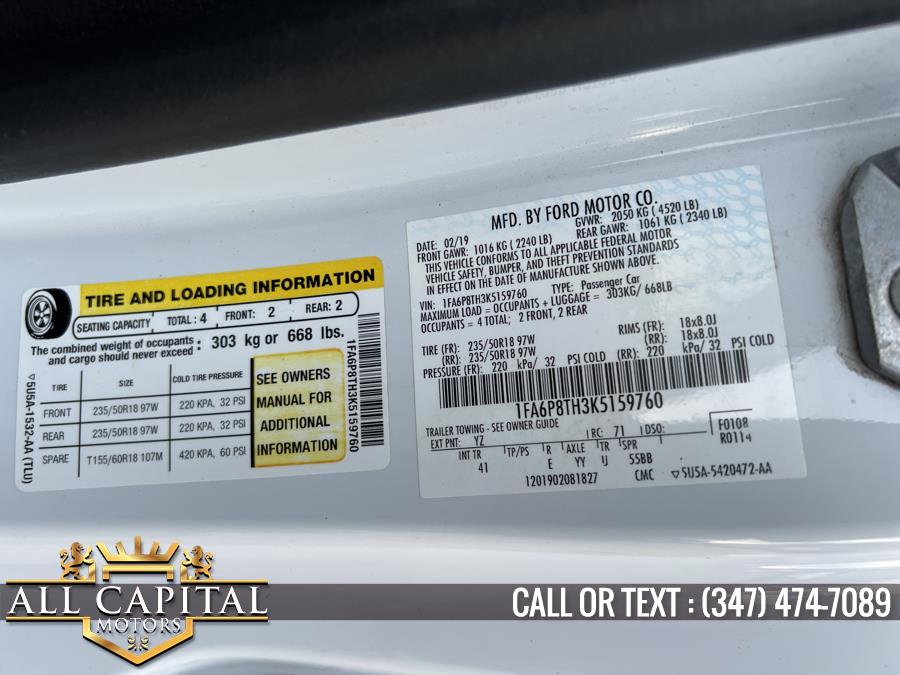 TIRE AND LOADING INFORMATION
SEATING CAPACITY TOTAL : 4 FRONT: 2 REAR: 2
The combined weight of occupants and cargo should never exceed : 303 kg or 668 lbs.
TIRE SIZE COLD TIRE PRESSURE
FRONT 235/50R18 97W 220 KPA, 32 PSI
REAR 235/50R18 97W 220 KPA, 32 PSI
SPARE T155/60R18 107M 420 KPA, 60 PSI
SEE OWNERS
MANUAL FOR
ADDITIONAL
INFORMATION
5U5A-1532-AA (TLU)
1FA6P8TH3K5159760
MFD. BY FORD MOTOR CO.
DATE: 02/19 GVWR: 2050 KG ( 4520 LB)
FRONT GAWR: 1016 KG ( 2240 LB) REAR GAWR: 1061 KG ( 2340 LB)
THIS VEHICLE CONFORMS TO ALL APPLICABLE FEDERAL MOTOR
VEHICLE SAFETY, BUMPER, AND THEFT PREVENTION STANDARDS
IN EFFECT ON THE DATE OF MANUFACTURE SHOWN ABOVE.
VIN: 1FA6P8TH3K5159760 TYPE: Passenger Car
MAXIMUM LOAD = OCCUPANTS + LUGGAGE = 303KG/ 668LB
OCCUPANTS = 4 TOTAL; 2 FRONT, 2 REAR
TIRE (FR): 235/50R18 97W RIMS (FR): 18x8.0J
(RR): 235/50R18 97W (RR): 18x8.0J
PRESSURE (FR): 220 kPa/ 32 PSI COLD (RR): 220 kPa/ 32 PSI COLD
1FA6P8TH3K5159760
TRAILER TOWING - SEE OWNER GUIDE
EXT PNT: YZ RC: 71 DSO: F0108
R0114
INT TR TP/PS R AXLE TR SPR
41 E YY IJ 55BB
1201902081827 CMC 5U5A-5420472-AA
ALL CAPITAL
MOTORS
CALL OR TEXT : (347) 474-7089